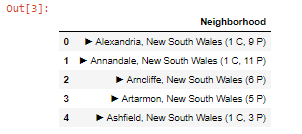 Out[3]:
Neighborhood
0 ► Alexandria, New South Wales (1 C, 9 P)
1 ► Annandale, New South Wales (1 C, 11 P)
2 ► Arncliffe, New South Wales (6 P)
3 ► Artarmon, New South Wales (5 P)
4 ► Ashfield, New South Wales (1 C, 3 P)